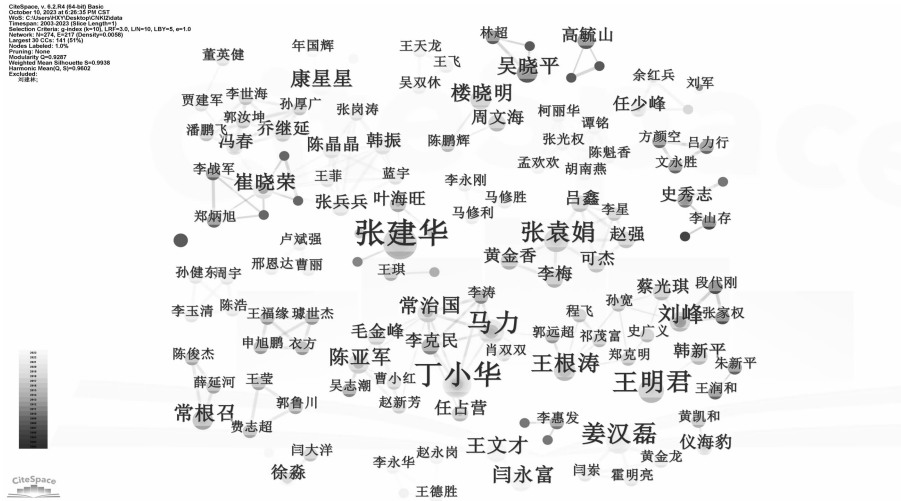 CiteSpace, v. 6.2.R4 (64-bit) Basic
October 10, 2023 at 6:26:35 PM CST
WoS: C:\Users\HXY\Desktop\CNKI2\data
Timespan: 2003-2023 (Slice Length=1)
Selection Criteria: g-index (k=10), LRF=3.0, L/N=10, LBY=5, e=1.0
Network: N=274, E=217 (Density=0.0058)
Largest 30 CCs: 141 (51%)
Nodes Labeled: 1.0%
Pruning: None
Modularity Q=0.9287
Weighted Mean Silhouette S=0.9938
Harmonic Mean(Q, S)=0.9602
Excluded:
刘建林;
林超
高毓山
董英健
年国辉
王天龙
王飞
吴晓平
康星星
吴双休
余红兵
刘军
贾建军
李世海
孙厚广
张岗涛
楼晓明
柯丽华
任少峰
郭汝坤
周文海
谭铭
潘鹏飞
乔继延
冯春
陈晶晶
韩振
陈鹏辉
张光权
方颜空
吕力行
陈魁香
孟欢欢
胡南燕
文永胜
李战军
崔晓荣
王菲
蓝宇
李永刚
张兵兵
叶海旺
马修胜
吕鑫
史秀志
郑炳旭
马修利
李星
李山存
张建华
张袁娟
赵强
卢斌强
黄金香
可杰
邢恩达
曹丽
王琪
李梅
孙健东
周宇
蔡光琪
段代刚
李涛
孙宽
李玉清
陈浩
王福缘
璩世杰
常治国
程飞
刘峰
张家权
马力
毛金峰
李克民
郭远超
祁茂富
史广义
申旭鹏
衣方
肖双双
郑克明
韩新平
陈俊杰
陈亚军
王根涛
朱新平
丁小华
薛延河
王莹
吴志潮
曹小红
王明君
王润和
郭鲁川
赵新芳
任占营
常根召
李惠发
黄凯和
费志超
姜汉磊
仪海豹
王文才
闫大洋
赵永岗
黄金龙
徐淼
李永华
闫永富
闫岽
霍明亮
王德胜
CiteSpace